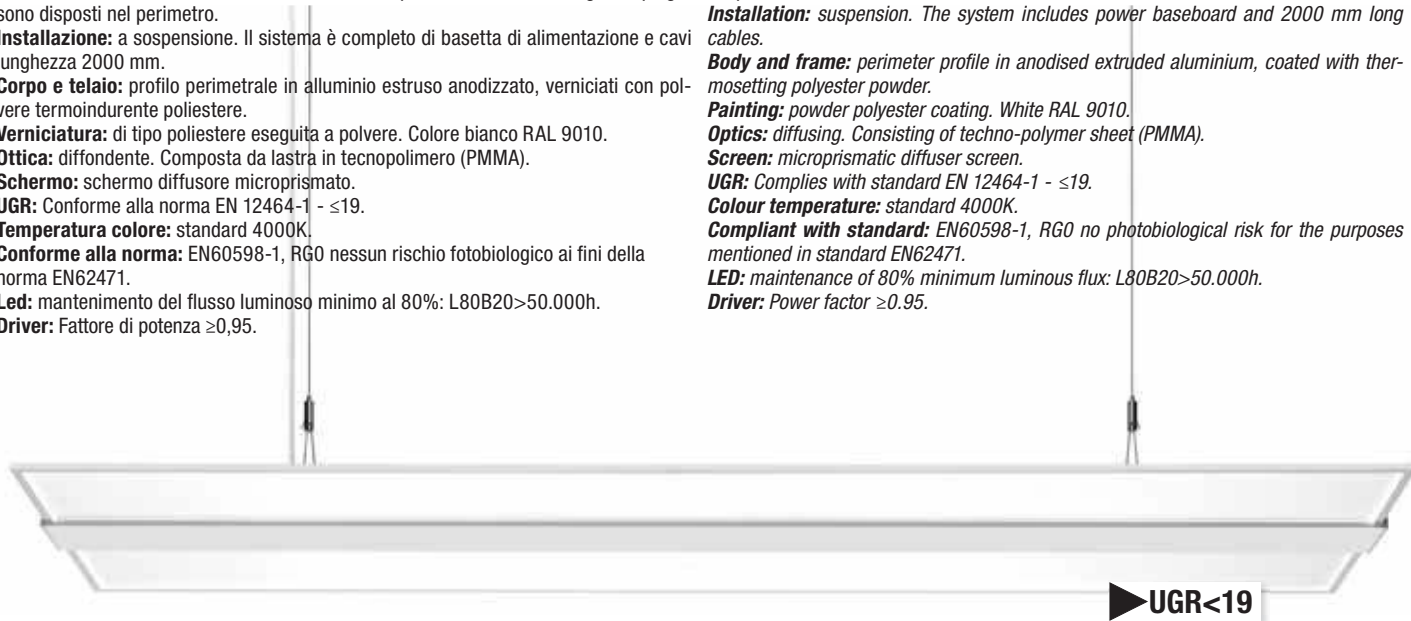 sono disposti nel perimetro.
Installazione: a sospensione. Il sistema è completo di basetta di alimentazione e cavi
lunghezza 2000 mm.
Corpo e telaio: profilo perimetrale in alluminio estruso anodizzato, verniciati con pol-
vere termoindurente poliestere.
Verniciatura: di tipo poliestere eseguita a polvere. Colore bianco RAL 9010.
Ottica: diffondente. Composta da lastra in tecnopolimero (PMMA).
Schermo: schermo diffusore microprismato.
UGR: Conforme alla norma EN 12464-1 - ≤19.
Temperatura colore: standard 4000K.
Conforme alla norma: EN60598-1, RG0 nessun rischio fotobiologico ai fini della
norma EN62471.
Led: mantenimento del flusso luminoso minimo al 80%: L80B20>50.000h.
Driver: Fattore di potenza ≥0,95.
Installation: suspension. The system includes power baseboard and 2000 mm long
cables.
Body and frame: perimeter profile in anodised extruded aluminium, coated with ther-
mosetting polyester powder.
Painting: powder polyester coating. White RAL 9010.
Optics: diffusing. Consisting of techno-polymer sheet (PMMA).
Screen: microprismatic diffuser screen.
UGR: Complies with standard EN 12464-1 - ≤19.
Colour temperature: standard 4000K.
Compliant with standard: EN60598-1, RG0 no photobiological risk for the purposes
mentioned in standard EN62471.
LED: maintenance of 80% minimum luminous flux: L80B20>50.000h.
Driver: Power factor ≥0.95.
UGR<19